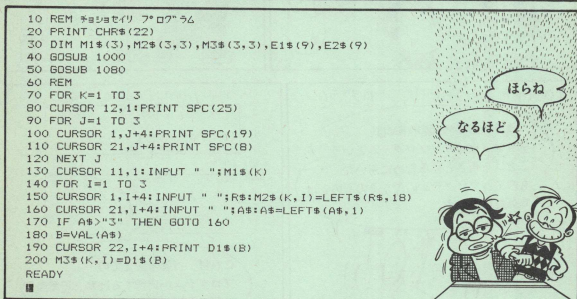 10 REM チョショセイリ プログラム
20 PRINT CHR$(22)
30 DIM M1$(3),M2$(3,3),M3$(3,3),E1$(9),E2$(9)
40 GOSUB 1000
50 GOSUB 1080
60 REM
70 FOR K=1 TO 3
80 CURSOR 12,1:PRINT SPC(25)
90 FOR J=1 TO 3
100 CURSOR 1,J+4:PRINT SPC(19)
110 CURSOR 21,J+4:PRINT SPC(8)
120 NEXT J
130 CURSOR 11,1:INPUT " ";M1$(K)
140 FOR I=1 TO 3
150 CURSOR 1,I+4:INPUT " ";R$:M2$(K,I)=LEFT$(R$,18)
160 CURSOR 21,I+4:INPUT " ";A$:A$=LEFT$(A$,1)
170 IF A$>"3" THEN GOTO 160
180 B=VAL(A$)
190 CURSOR 22,I+4:PRINT D1$(B)
200 M3$(K,I)=D1$(B)
READY
ほらね
なるほど